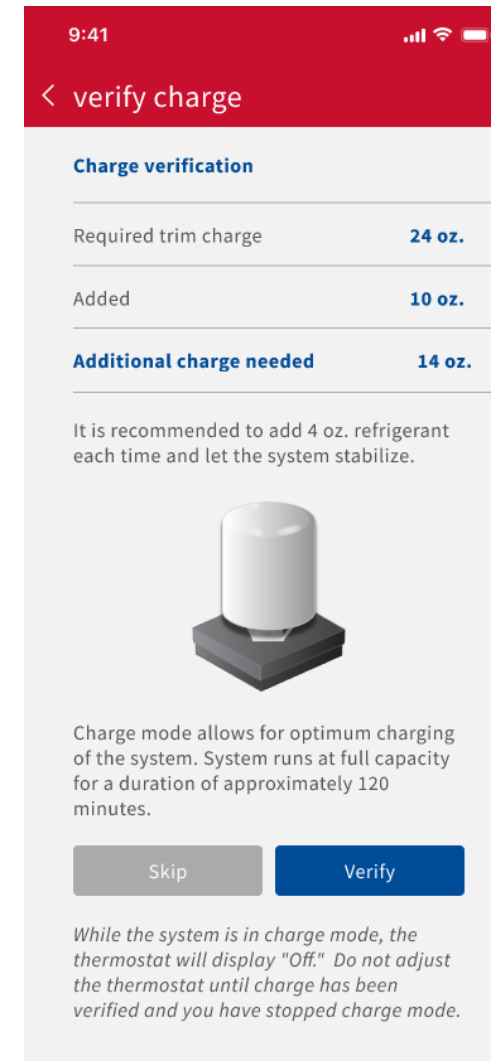 9:41
verify charge
Charge verification
Required trim charge 24 oz.
Added 10 oz.
Additional charge needed 14 oz.
It is recommended to add 4 oz. refrigerant
each time and let the system stabilize.
Charge mode allows for optimum charging
of the system. System runs at full capacity
for a duration of approximately 120
minutes.
Skip Verify
While the system is in charge mode, the
thermostat will display "Off." Do not adjust
the thermostat until charge has been
verified and you have stopped charge mode.